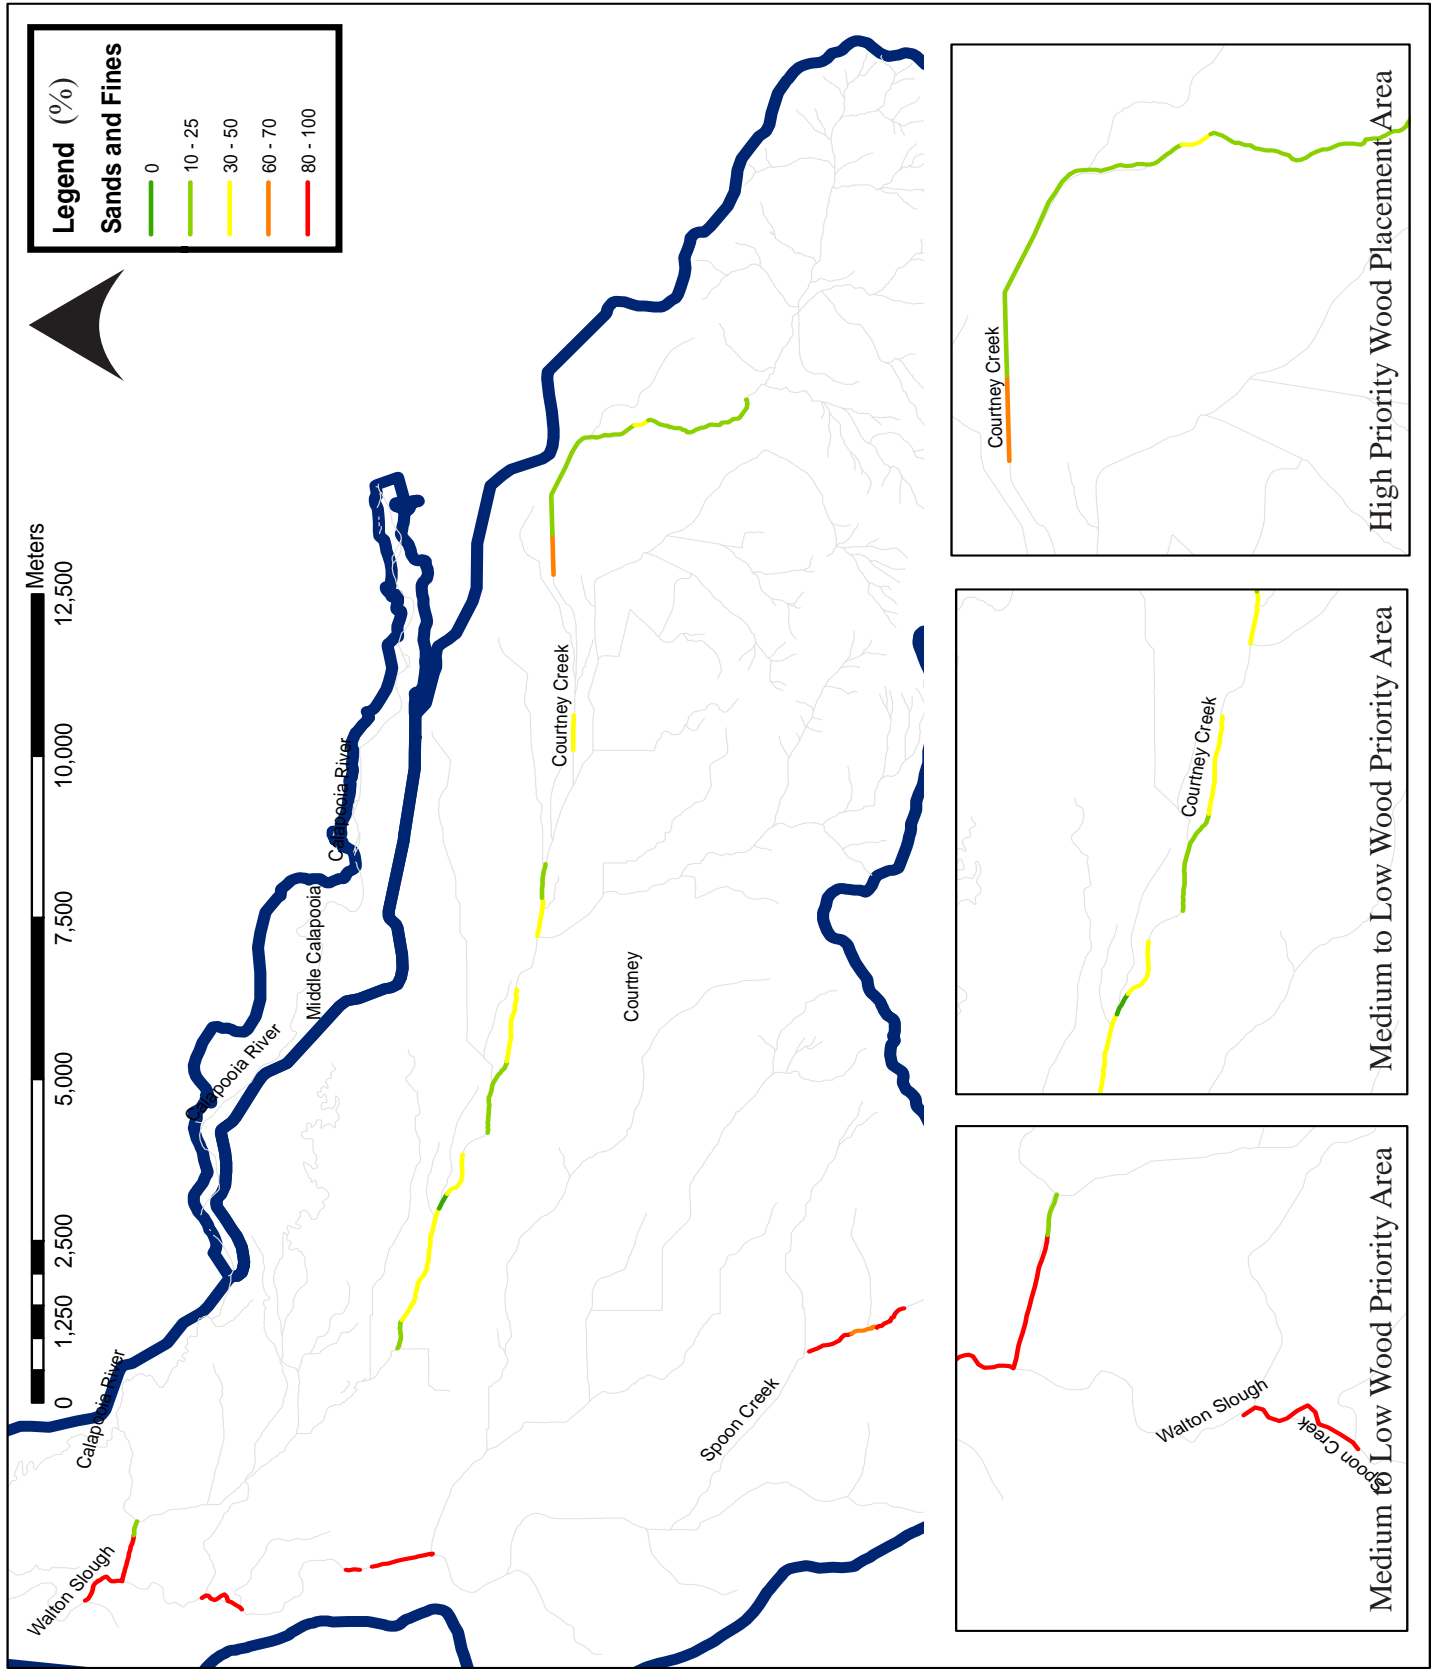 Legend (%)
Sands and Fines
0
10 - 25
30 - 50
60 - 70
80 - 100
0 1,250 2,500 5,000 7,500 10,000 12,500
Meters
Calapooia River
Calapooia River
Calapooia River
Middle Calapooia
Walton Slough
Courtney Creek
Courtney
Spoon Creek
Walton Slough
Spoon Creek
Medium to Low Wood Priority Area
Courtney Creek
Medium to Low Wood Priority Area
Courtney Creek
High Priority Wood Placement Area